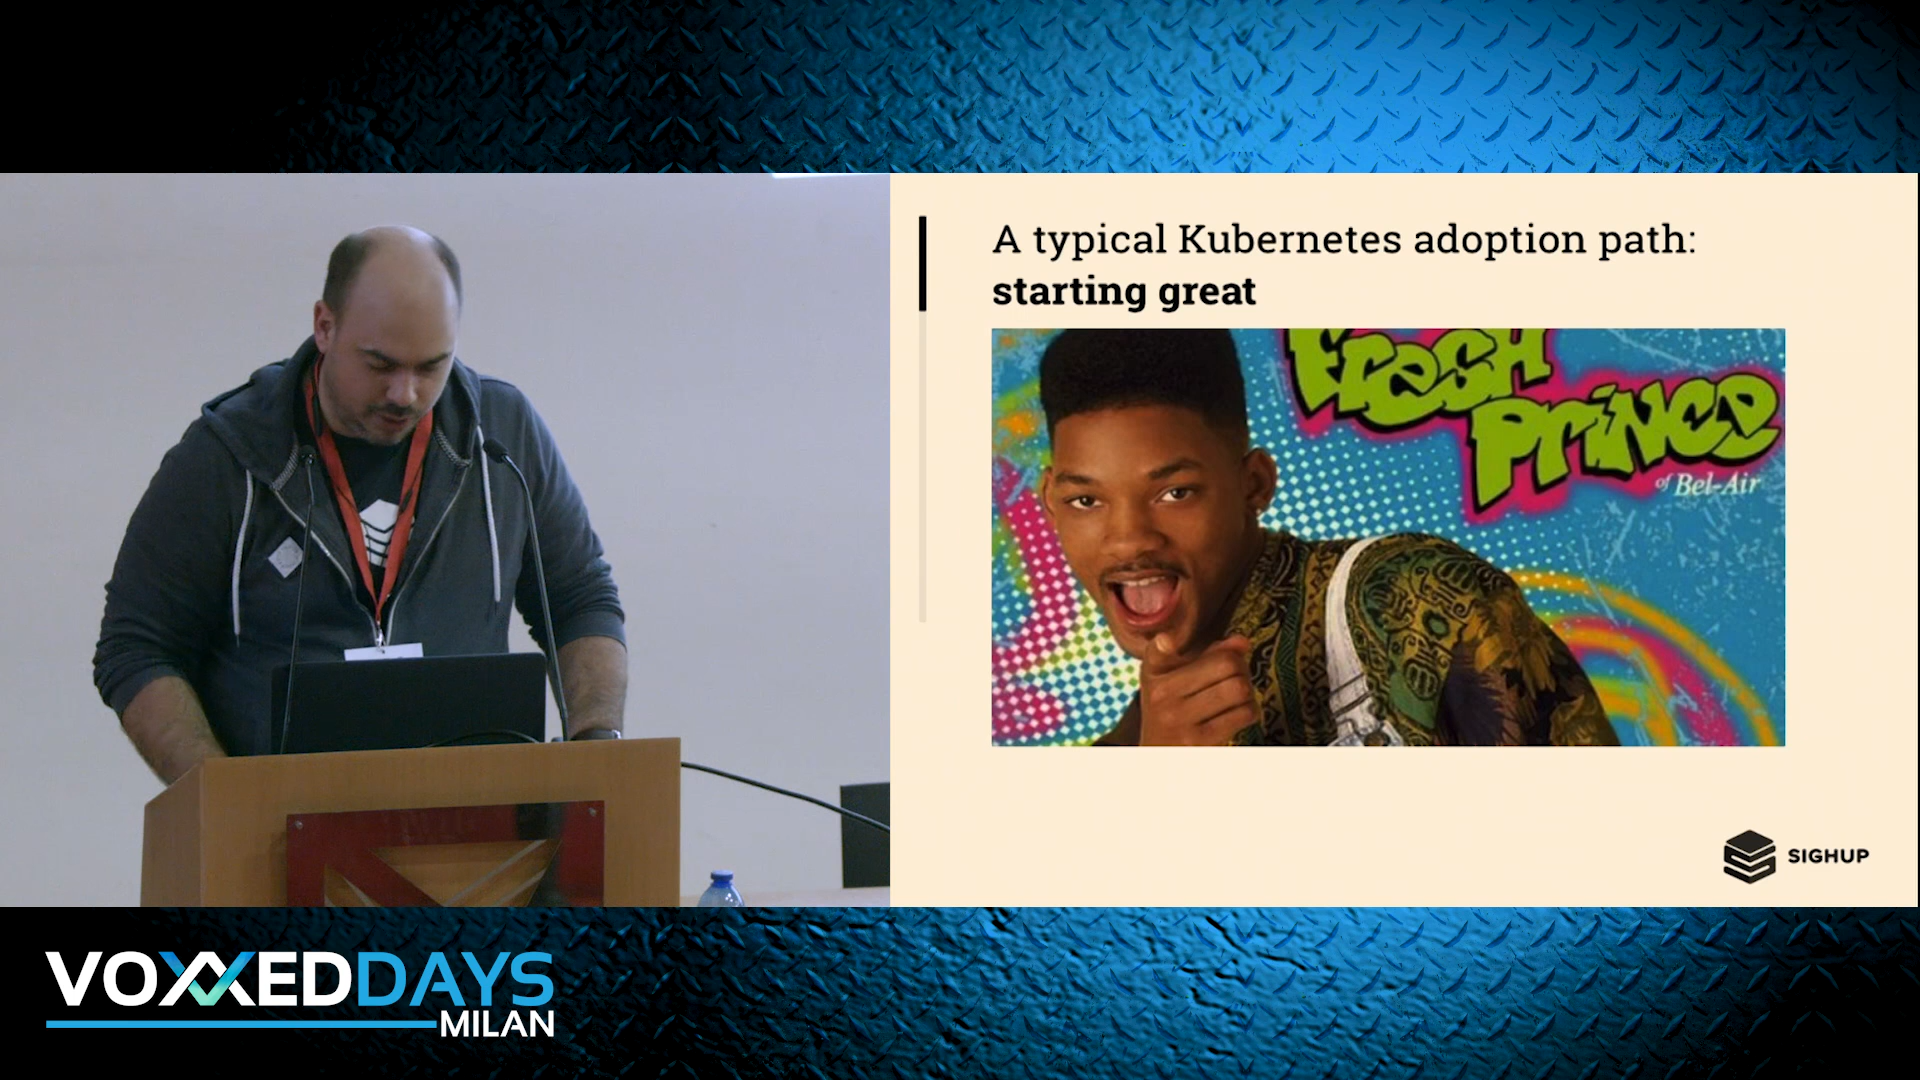 A typical Kubernetes adoption path:
starting great
Fresh
Prince
of Bel-Air
SIGHUP
VOXXEDDAYS
MILAN